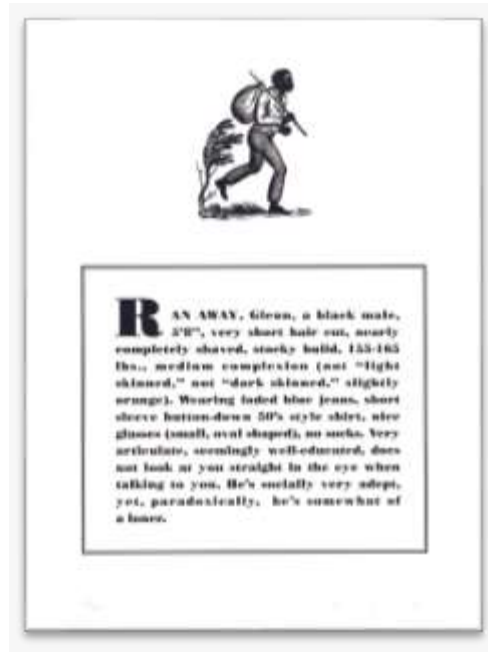 RAN AWAY, Glenn, a black male,
5'8", very short hair cut, nearly
completely shaved, stocky build, 155-165
lbs., medium complexion (not "light
skinned," not "dark skinned," slightly
orange). Wearing faded blue jeans, short
sleeve button-down 50's style shirt, nice
glasses (small, oval shaped), no socks. Very
articulate, seemingly well-educated, does
not look at you straight in the eye when
talking to you. He's socially very adept,
yet, paradoxically, he's somewhat of
a loner.